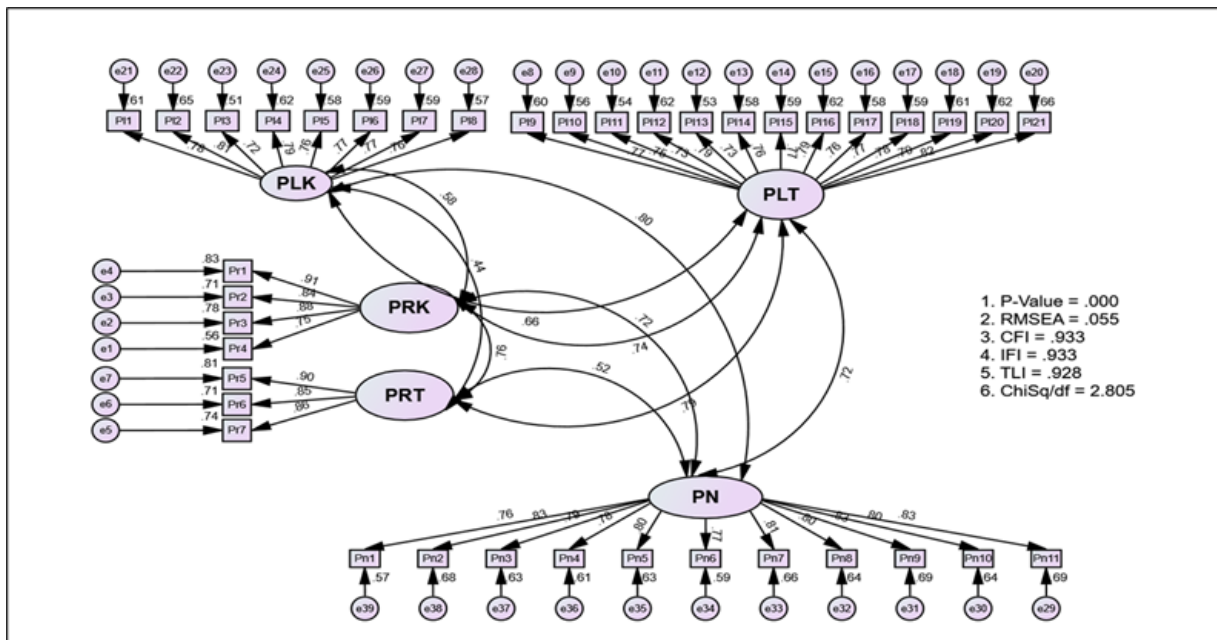 e21 e22 e23 e24 e25 e26 e27 e28 e8 e9 e10 e11 e12 e13 e14 e15 e16 e17 e18 e19 e20
.61 .65 .51 .62 .58 .59 .59 .57 .60 .56 .54 .62 .53 .58 .59 .62 .58 .59 .61 .62 .66
Pl1 Pl2 Pl3 Pl4 Pl5 Pl6 Pl7 Pl8 Pl9 Pl10 Pl11 Pl12 Pl13 Pl14 Pl15 Pl16 Pl17 Pl18 Pl19 Pl20 Pl21
.78 .81 .72 .79 .76 .77 .77 .76 .77 .75 .73 .79 .73 .76 .77 .79 .76 .77 .78 .79 .82
PLK
PLT
.58
.80
.44
e4 .83 Pr1 .91
e3 .71 Pr2 .84
e2 .78 Pr3 .88
e1 .56 Pr4 .75
PRK
.66
.72
.74
.76
.52
.72
.79
e7 .81 Pr5 .90
e6 .71 Pr6 .85
e5 .74 Pr7 .86
PRT
1. P-Value = .000
2. RMSEA = .055
3. CFI = .933
4. IFI = .933
5. TLI = .928
6. ChiSq/df = 2.805
PN
.76 .83 .79 .78 .80 .77 .81 .80 .83 .80 .83
Pn1 Pn2 Pn3 Pn4 Pn5 Pn6 Pn7 Pn8 Pn9 Pn10 Pn11
.57 .68 .63 .61 .63 .59 .66 .64 .69 .64 .69
e39 e38 e37 e36 e35 e34 e33 e32 e31 e30 e29